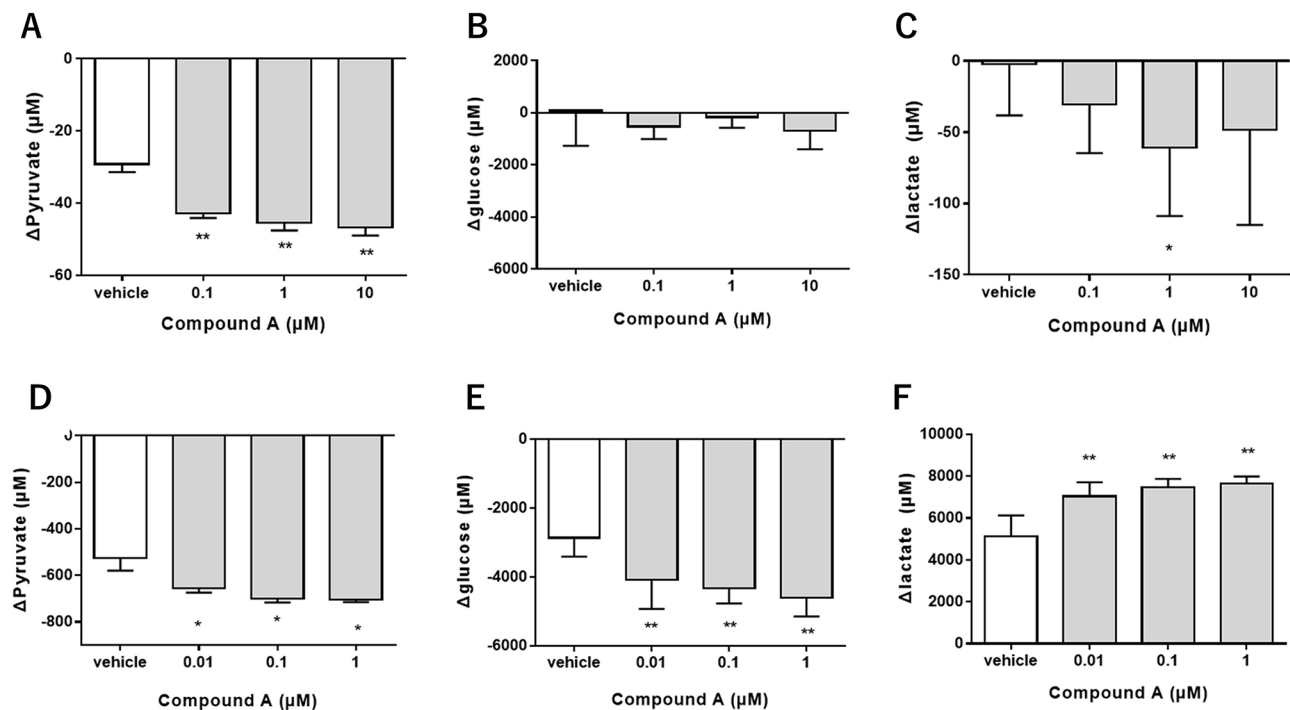 A
B
C
0
-20
-40
-60
ΔPyruvate (µM)
**
**
**
vehicle
0.1
1
10
Compound A (µM)
2000
0
-2000
-4000
-6000
Δglucose (µM)
vehicle
0.1
1
10
Compound A (µM)
0
-50
-100
-150
Δlactate (µM)
*
vehicle
0.1
1
10
Compound A (µM)
D
E
F
0
-200
-400
-600
-800
ΔPyruvate (µM)
*
*
*
vehicle
0.01
0.1
1
Compound A (µM)
0
-2000
-4000
-6000
Δglucose (µM)
**
**
**
vehicle
0.01
0.1
1
Compound A (µM)
10000
8000
6000
4000
2000
0
Δlactate (µM)
**
**
**
vehicle
0.01
0.1
1
Compound A (µM)